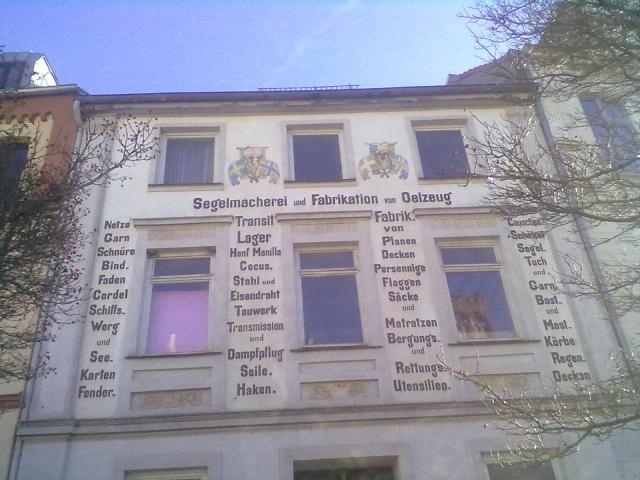 Segelmacherei und Fabrikation von Oelzeug
Netze
Garn
Schnüre
Bind.
Faden
Cordel
Schiffs.
Werg
und
See.
Karten
Fender.
Transit
Lager
Hanf Manilla
Cocus.
Stahl und
Eisendraht
Tauwerk
Transmission
und
Dampfpflug
Seile.
Haken.
Fabrik.
von
Planen
Decken
Persennige
Flaggen
Säcke
und
Matratzen
Bergungs.
und
Rettungs.
Utensilien.
Segel.
Tuch
und
Garn
Bast.
und
Mast.
Körbe
Regen.
Decken